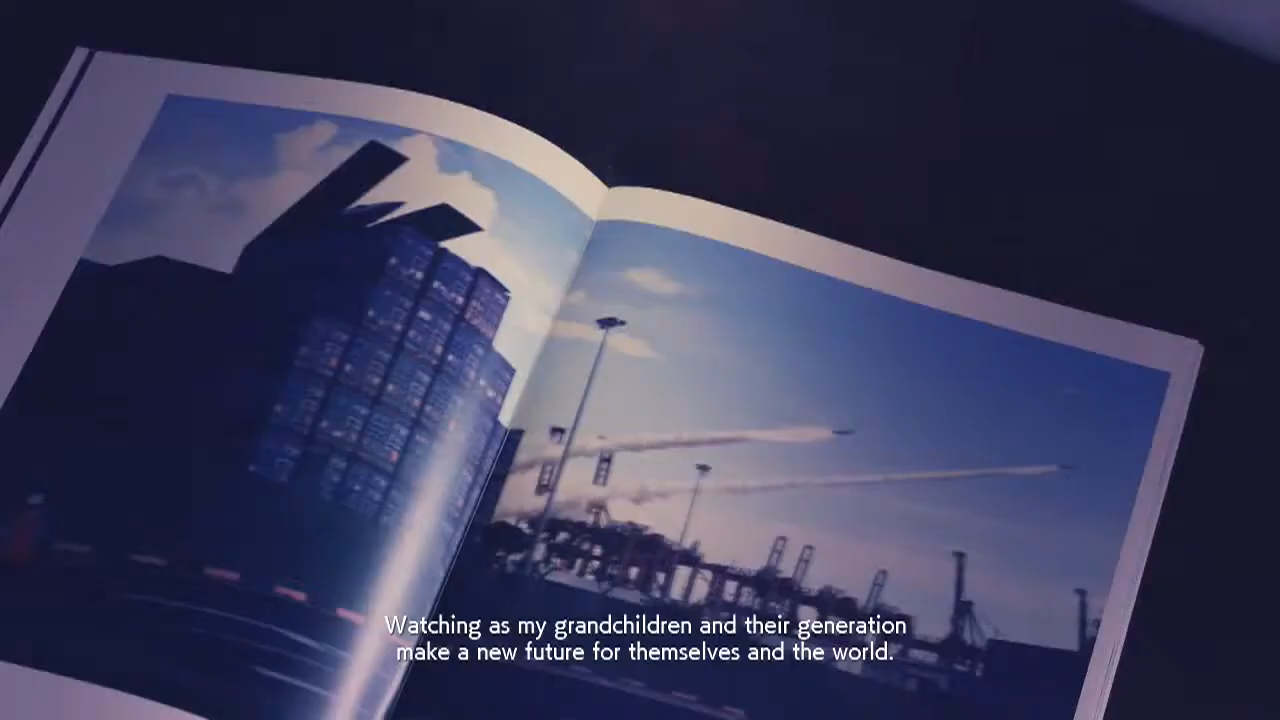 Watching as my grandchildren and their generation
make a new future for themselves and the world.